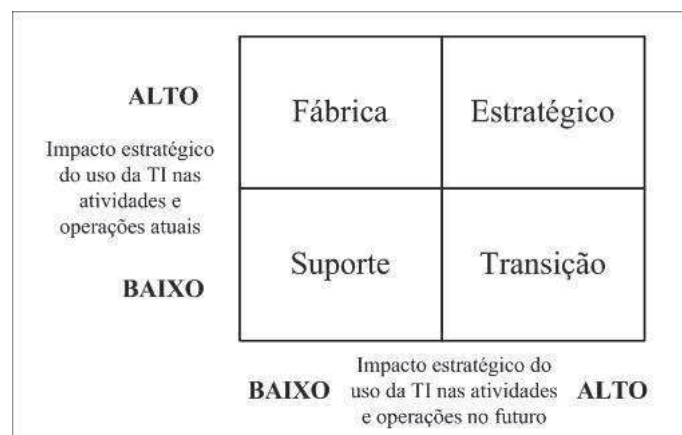 ALTO
Impacto estratégico
do uso da TI nas
atividades e
operações atuais
BAIXO
Fábrica
Estratégico
Suporte
Transição
BAIXO
Impacto estratégico do
uso da TI nas atividades
e operações no futuro
ALTO